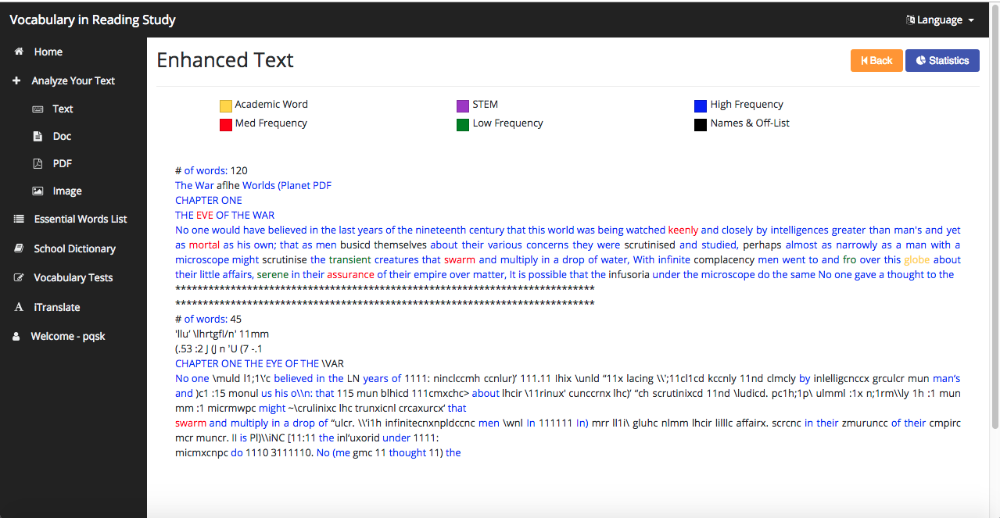 Vocabulary in Reading Study
Language
Home
Analyze Your Text
Text
Doc
PDF
Image
Essential Words List
School Dictionary
Vocabulary Tests
iTranslate
Welcome - pqsk
Enhanced Text
Back
Statistics
Academic Word
STEM
High Frequency
Med Frequency
Low Frequency
Names & Off-List
# of words: 120
The War aflhe Worlds (Planet PDF
CHAPTER ONE
THE EVE OF THE WAR
No one would have believed in the last years of the nineteenth century that this world was being watched keenly and closely by intelligences greater than man's and yet
as mortal as his own; that as men busicd themselves about their various concerns they were scrutinised and studied, perhaps almost as narrowly as a man with a
microscope might scrutinise the transient creatures that swarm and multiply in a drop of water, With infinite complacency men went to and fro over this globe about
their little affairs, serene in their assurance of their empire over matter, It is possible that the infusoria under the microscope do the same No one gave a thought to the
****************************************************************************
****************************************************************************
# of words: 45
'llu' \lhrtgfl/n' 11mm
(.53 :2 J (J n 'U (7 -.1
CHAPTER ONE THE EYE OF THE \VAR
No one \muld l1;1\'c believed in the LN years of 1111: ninclccmh ccnlur)' 111.11 Ihix \unld “11x lacing \\';11cl1cd kccnly 11nd clmcly by inlelligcnccx grculcr mun man's
and )c1 :15 monul us his o\\n: that 115 mun blhicd 111cmxchc> about lhcir \11rinux' cunccrnx lhc)' “ch scrutinixcd 11nd \ludicd. pc1h;1p\ ulmml :1x n;1rm\\ly 1h :1 mun
mm :1 micrmwpc might ~\crulinixc lhc trunxicnl crcaxurcx‘ that
swarm and multiply in a drop of “ulcr. \\'i1h infinitecnxnpldccnc men \wnl In 111111 In) mrr ll1i\ gluhc nlmm lhcir lilllc affairx. scrcnc in their zmuruncc of their cmpirc
mcr muncr. II is Pl)\\iNC [11:11 the inl‘uxorid under 1111:
micmxcnpc do 1110 3111110. No (me gmc 11 thought 11) the